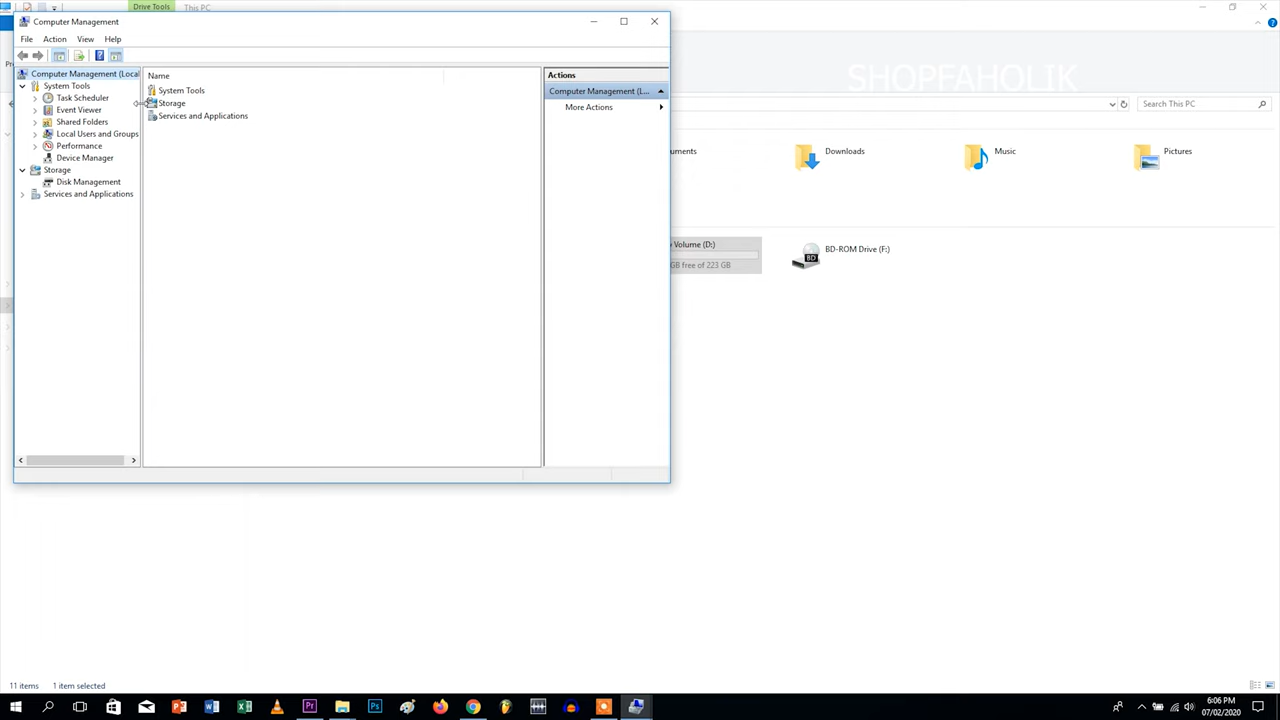 Drive Tools This PC
Computer Management
File Action View Help
Computer Management (Local
System Tools
Task Scheduler
Event Viewer
Shared Folders
Local Users and Groups
Performance
Device Manager
Storage
Disk Management
Services and Applications
Name
System Tools
Storage
Services and Applications
Actions
Computer Management (L...
More Actions
SHOPFAHOLIK
Search This PC
uments
Downloads
Music
Pictures
Volume (D:)
GB free of 223 GB
BD-ROM Drive (F:)
BD
11 items 1 item selected
6:06 PM
07/02/2020